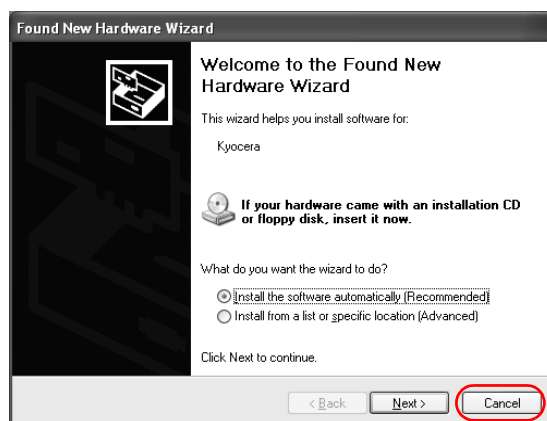 Found New Hardware Wizard
Welcome to the Found New
Hardware Wizard
This wizard helps you install software for:
Kyocera
If your hardware came with an installation CD
or floppy disk, insert it now.
What do you want the wizard to do?
Install the software automatically (Recommended)
Install from a list or specific location (Advanced)
Click Next to continue.
< Back Next > Cancel